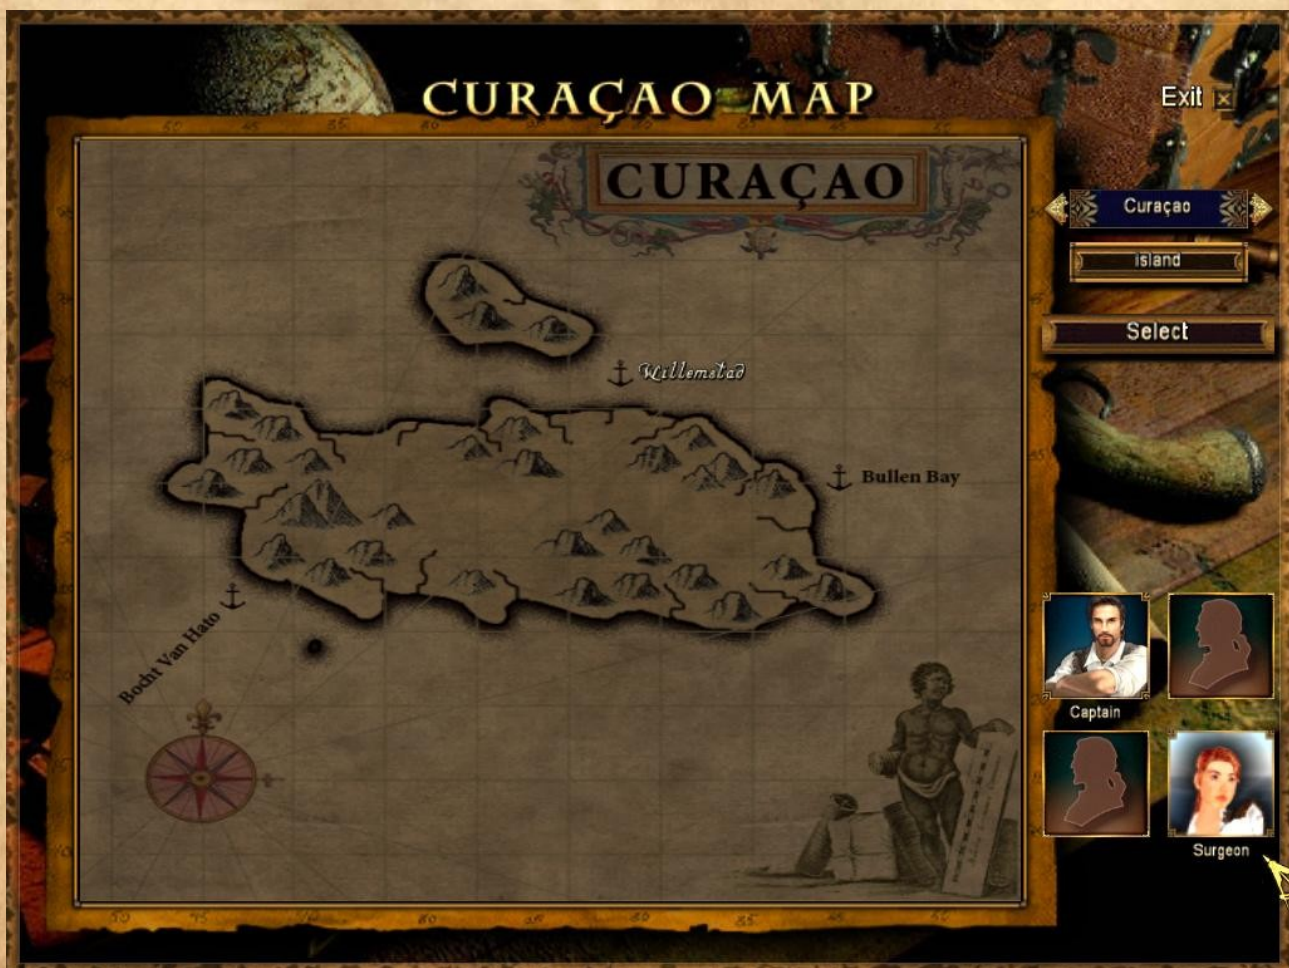 CURAÇAO MAP
Exit
CURAÇAO
Curaçao
island
Select
Willemstad
Bullen Bay
Bocht Van Hato
Captain
Surgeon